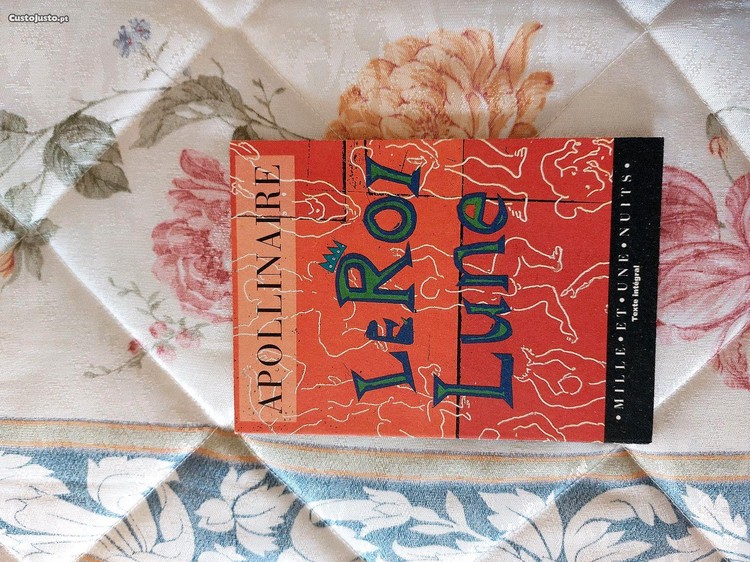 CustoJusto.pt
APOLLINAIRE
LE ROI
Lune
• MILLE • ET • UNE • NUITS •
Texte intégral